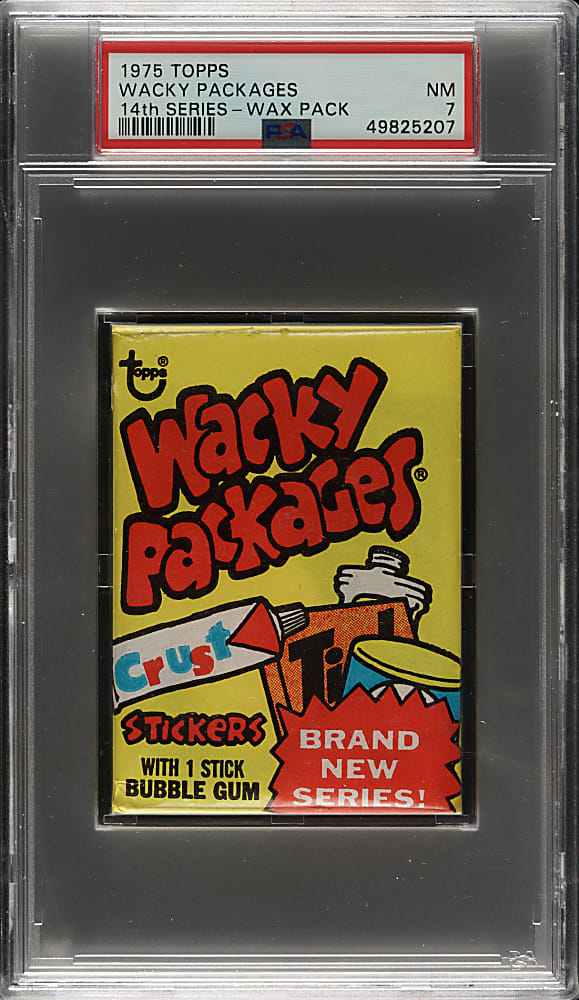 1975 TOPPS
WACKY PACKAGES NM
14th SERIES - WAX PACK 7
PSA 49825207
Topps®
Wacky
Packages®
Crust
Ti
STICKERS
WITH 1 STICK
BUBBLE GUM
BRAND
NEW
SERIES!
PSA